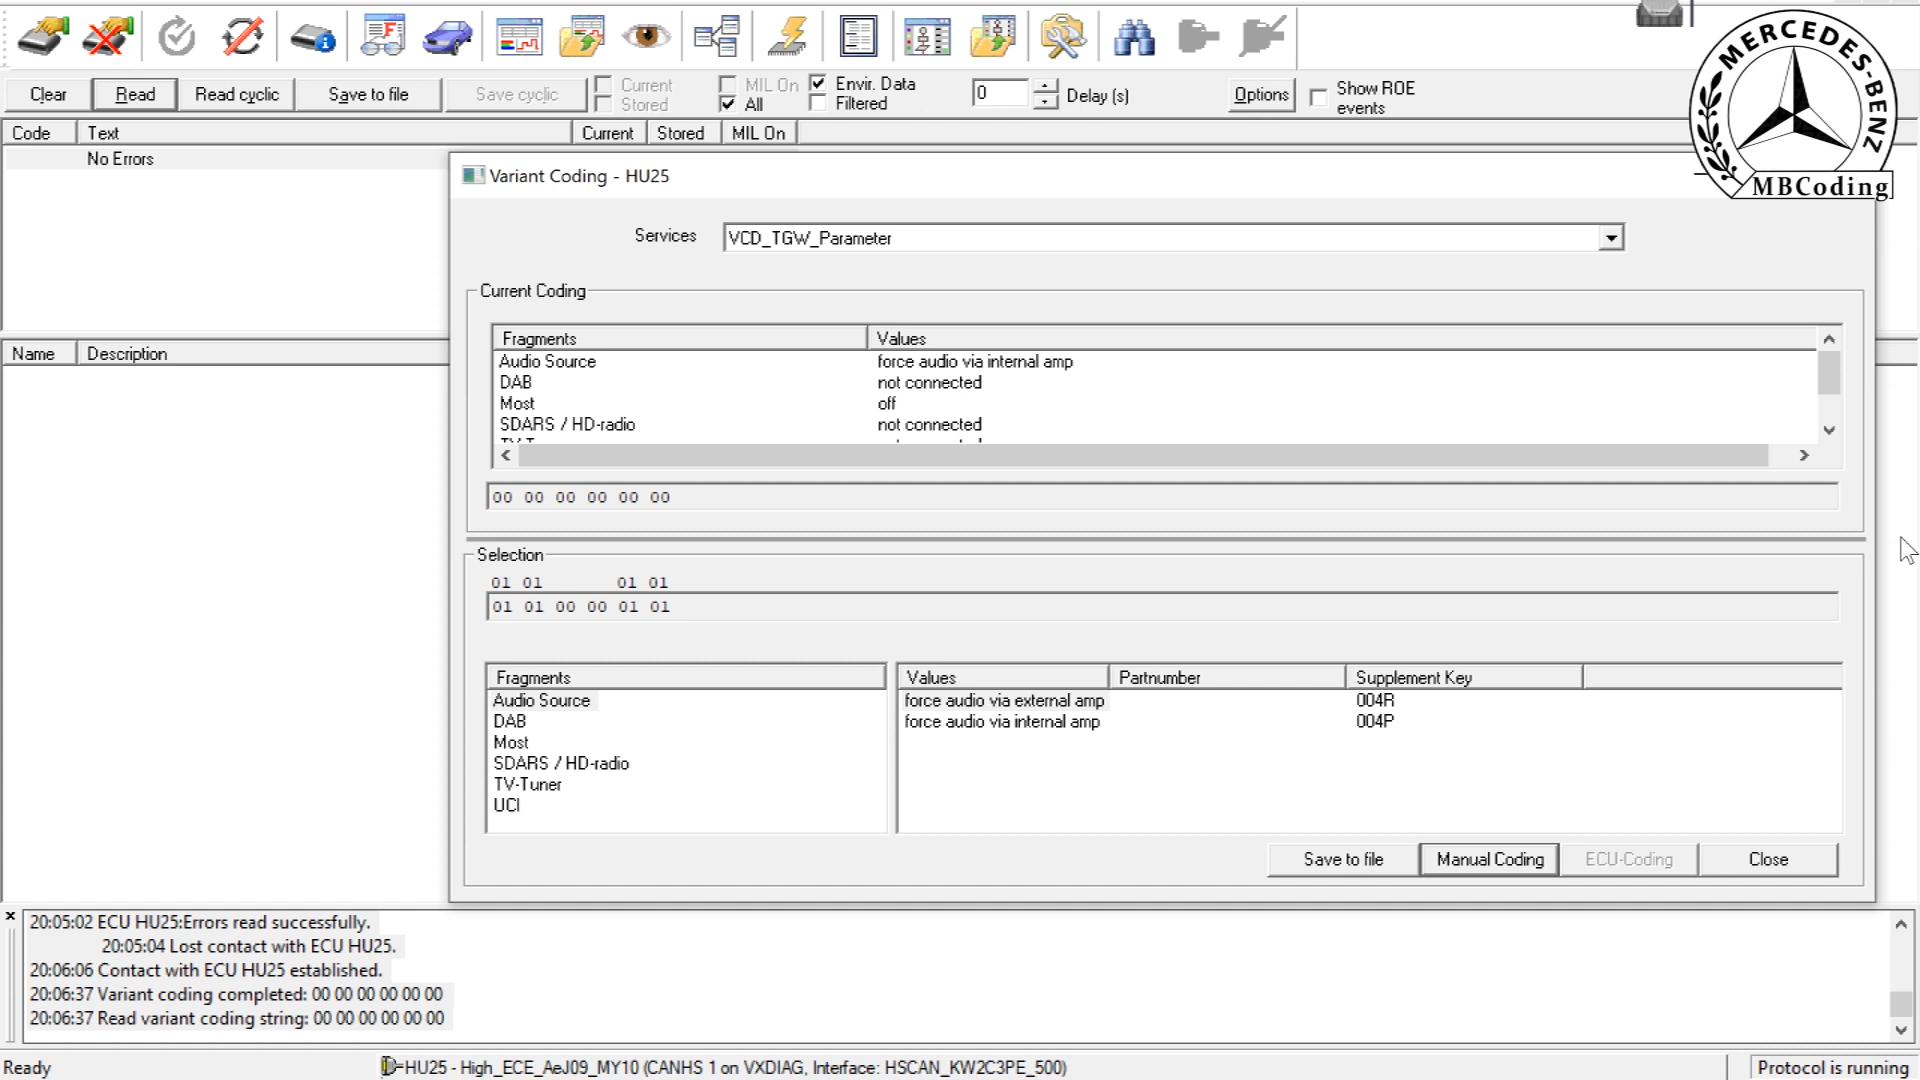 MERCEDES-BENZ
MBCoding
Clear
Read
Read cyclic
Save to file
Save cyclic
Current
Stored
MIL On
All
Envir. Data
Filtered
0
Delay (s)
Options
Show ROE
events
Code Text Current Stored MIL On
No Errors
Name Description
Variant Coding - HU25
Services VCD_TGW_Parameter
Current Coding
Fragments Values
Audio Source force audio via internal amp
DAB not connected
Most off
SDARS / HD-radio not connected
00 00 00 00 00 00
Selection
01 01 01 01
01 01 00 00 01 01
Fragments
Audio Source
DAB
Most
SDARS / HD-radio
TV-Tuner
UCI
Values Partnumber Supplement Key
force audio via external amp 004R
force audio via internal amp 004P
Save to file
Manual Coding
ECU-Coding
Close
20:05:02 ECU HU25:Errors read successfully.
20:05:04 Lost contact with ECU HU25.
20:06:06 Contact with ECU HU25 established.
20:06:37 Variant coding completed: 00 00 00 00 00 00
20:06:37 Read variant coding string: 00 00 00 00 00 00
Ready
HU25 - High_ECE_AeJ09_MY10 (CANHS 1 on VXDIAG, Interface: HSCAN_KW2C3PE_500)
Protocol is running